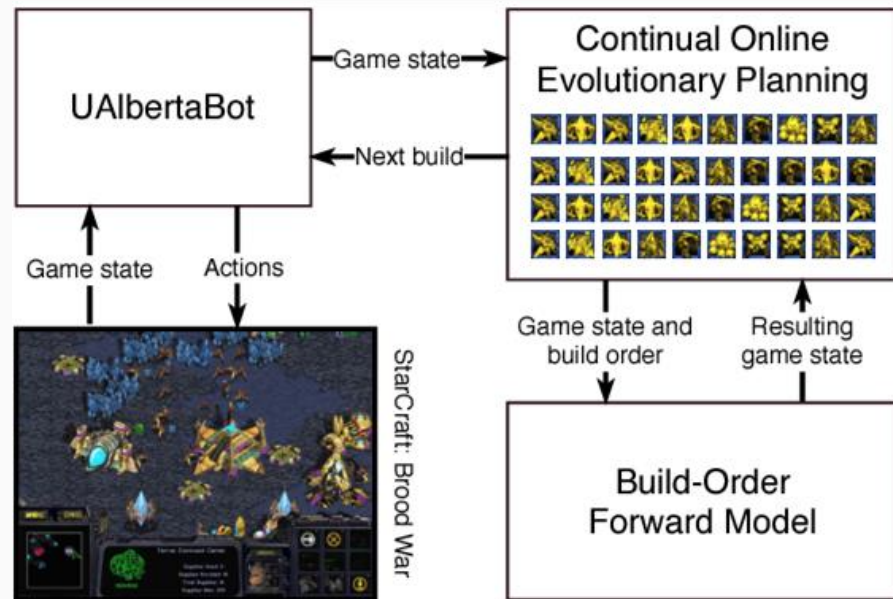 UAlbertaBot
Game state
Next build
Continual Online
Evolutionary Planning
Game state
Actions
StarCraft: Brood War
Game state and
build order
Resulting
game state
Build-Order
Forward Model